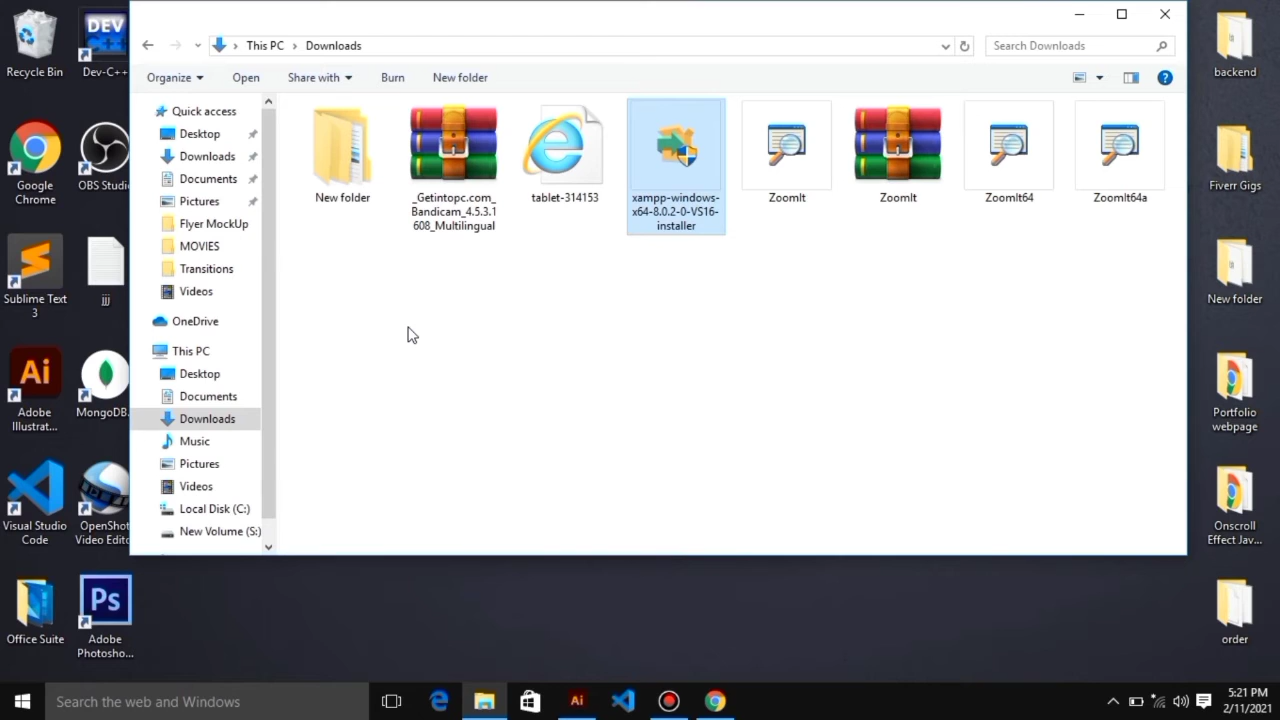 This PC
Downloads
Search Downloads
Organize
Open
Share with
Burn
New folder
Quick access
Desktop
Downloads
Documents
Pictures
Flyer MockUp
MOVIES
Transitions
Videos
OneDrive
This PC
Desktop
Documents
Downloads
Music
Pictures
Videos
Local Disk (C:)
New Volume (S:)
New folder
_Getintopc.com_
Bandicam_4.5.3.1
608_Multilingual
tablet-314153
xampp-windows-
x64-8.0.2-0-VS16-
installer
ZoomIt
ZoomIt
ZoomIt64
ZoomIt64a
Recycle Bin
DEV
C++
Dev-C++
Google
Chrome
OBS Studi
Sublime Text
3
jjj
Ai
Adobe
Illustrat...
MongoDB.
Visual Studio
Code
OpenShot
Video Edito
Office Suite
Ps
Adobe
Photosho...
backend
Fiverr Gigs
New folder
Portfolio
webpage
Onscroll
Effect Jav...
order
Search the web and Windows
Ai
5:21 PM
2/11/2021